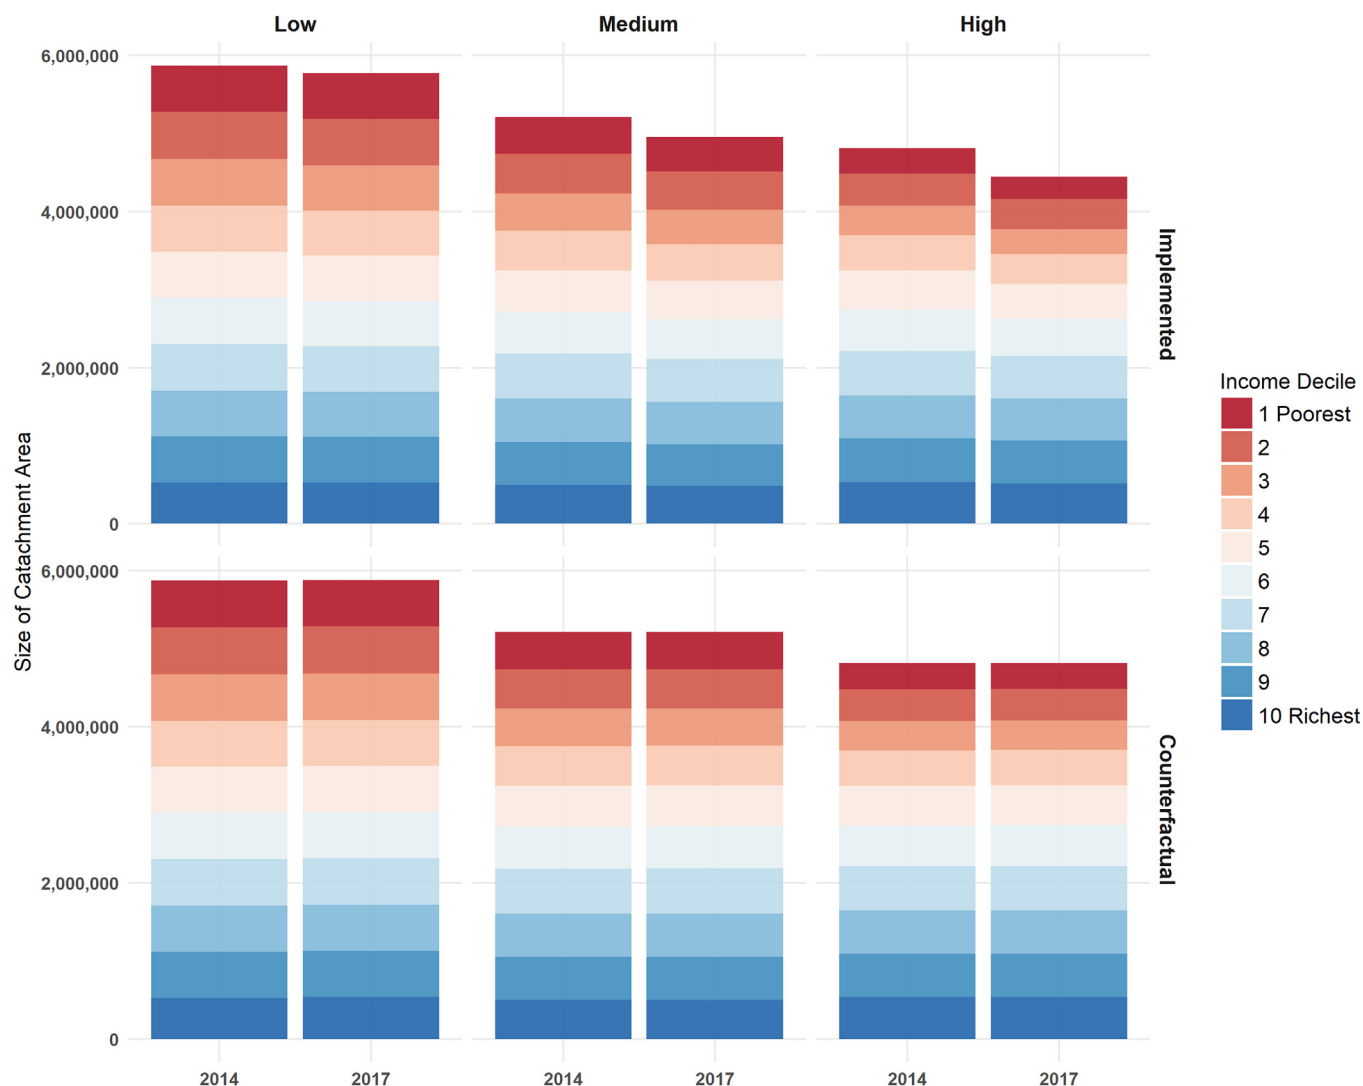 Low Medium High
6,000,000
4,000,000
2,000,000
0
Implemented
6,000,000
4,000,000
2,000,000
0
Counterfactual
2014 2017 2014 2017 2014 2017
Size of Catachment Area
Income Decile
1 Poorest
2
3
4
5
6
7
8
9
10 Richest